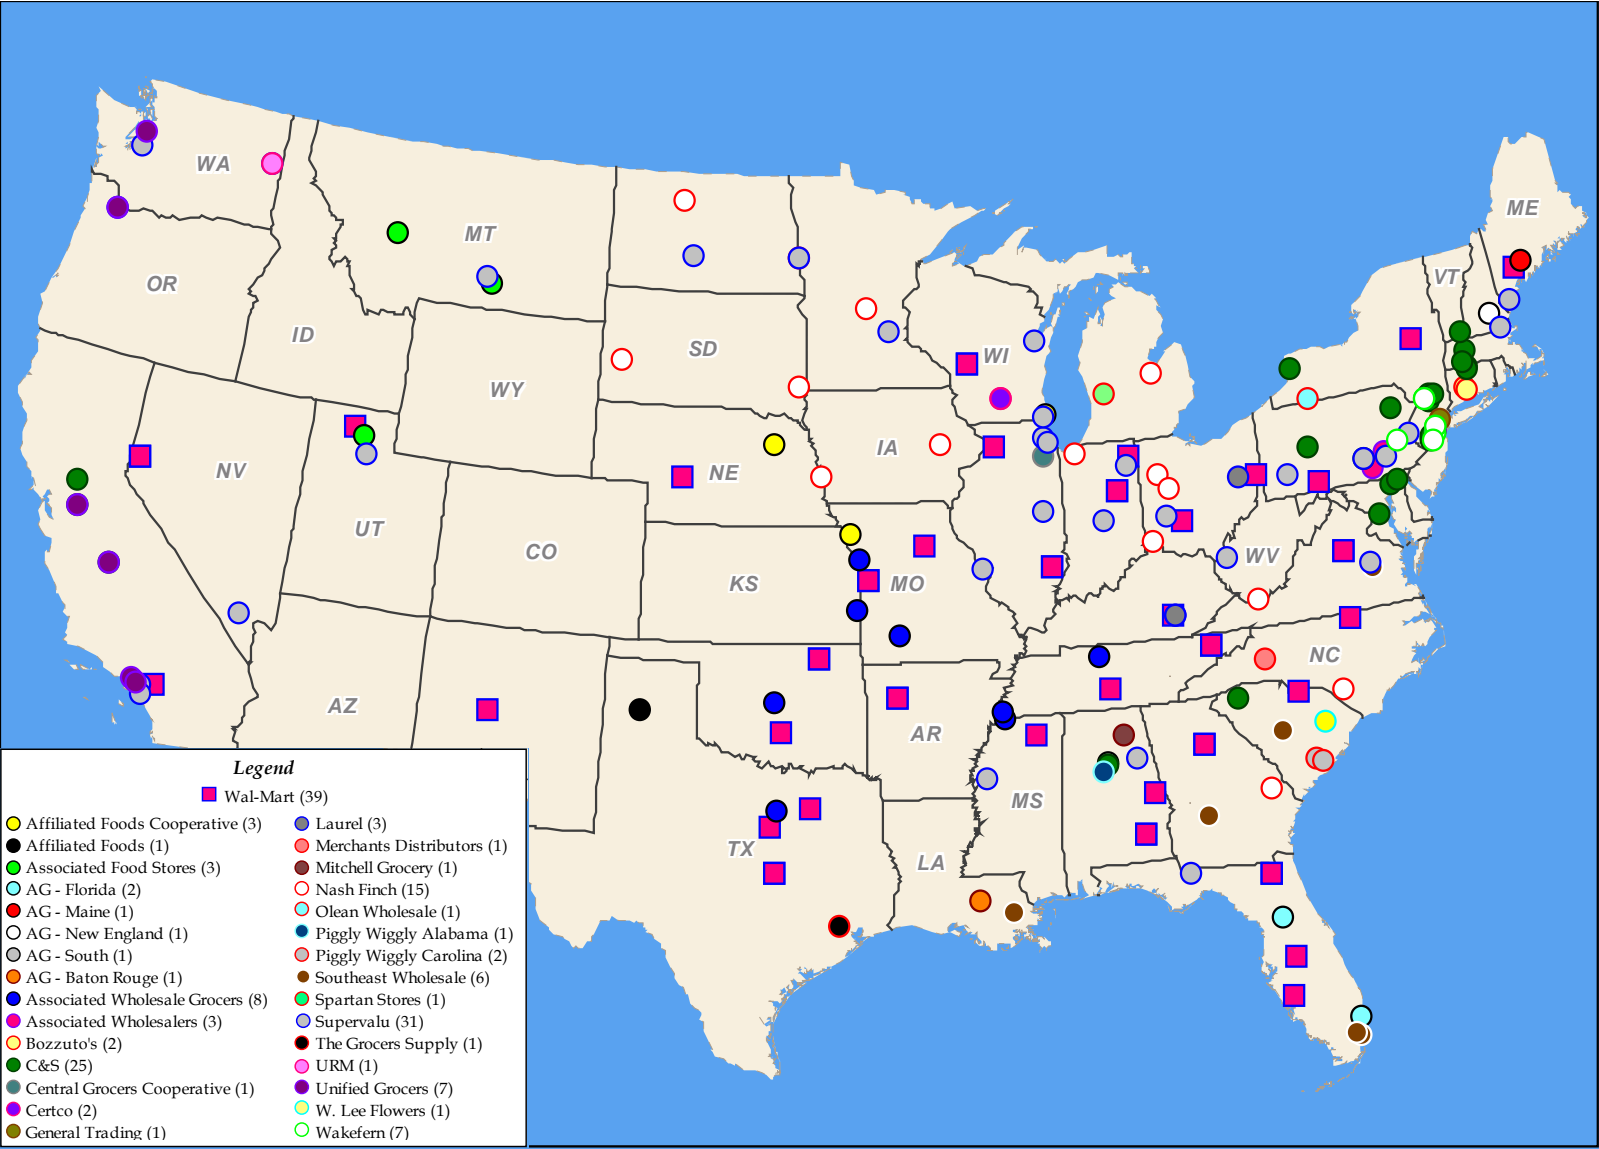 WA
ME
MT
VT
OR
ID
SD
WI
WY
NE
IA
NV
UT
CO
KS
MO
WV
NC
AZ
AR
MS
TX
LA
Legend
Wal-Mart (39)
Affiliated Foods Cooperative (3)
Affiliated Foods (1)
Associated Food Stores (3)
AG - Florida (2)
AG - Maine (1)
AG - New England (1)
AG - South (1)
AG - Baton Rouge (1)
Associated Wholesale Grocers (8)
Associated Wholesalers (3)
Bozzuto's (2)
C&S (25)
Central Grocers Cooperative (1)
Certco (2)
General Trading (1)
Laurel (3)
Merchants Distributors (1)
Mitchell Grocery (1)
Nash Finch (15)
Olean Wholesale (1)
Piggly Wiggly Alabama (1)
Piggly Wiggly Carolina (2)
Southeast Wholesale (6)
Spartan Stores (1)
Supervalu (31)
The Grocers Supply (1)
URM (1)
Unified Grocers (7)
W. Lee Flowers (1)
Wakefern (7)